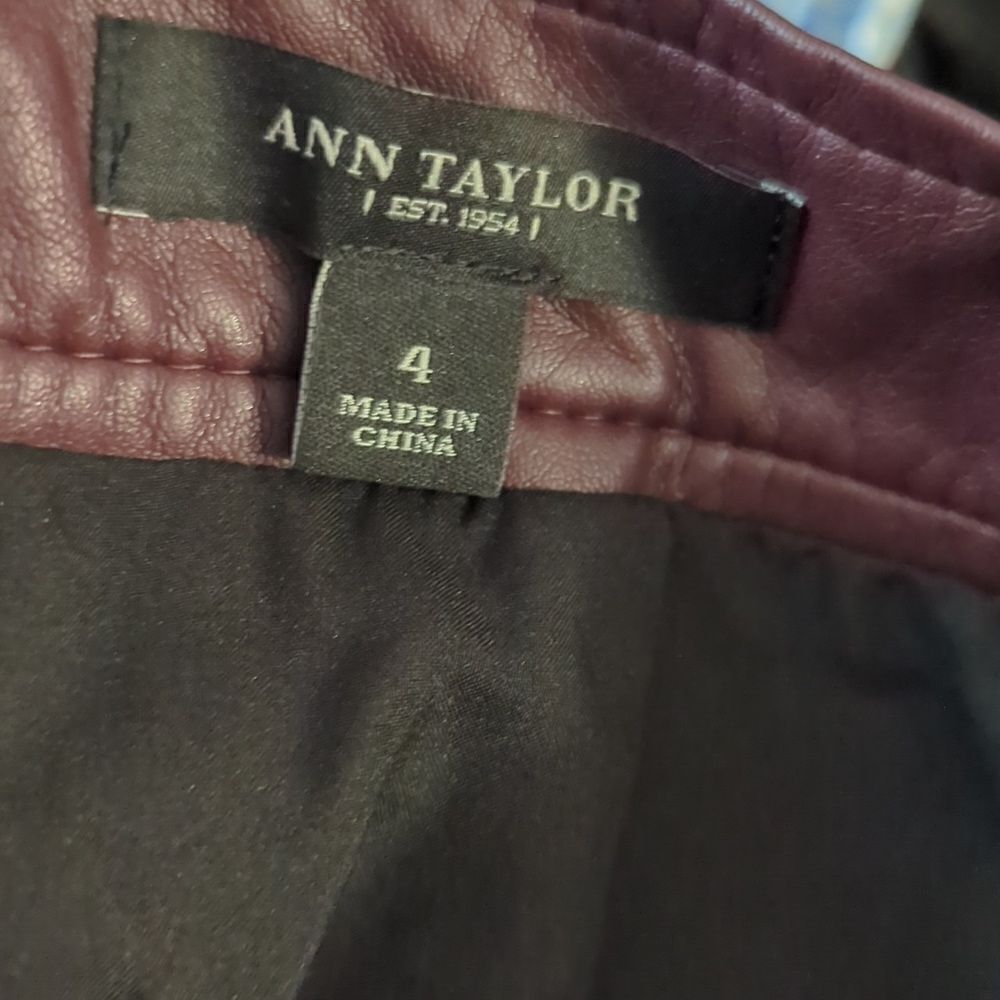 ANN TAYLOR
| EST. 1954 |
4
MADE IN
CHINA